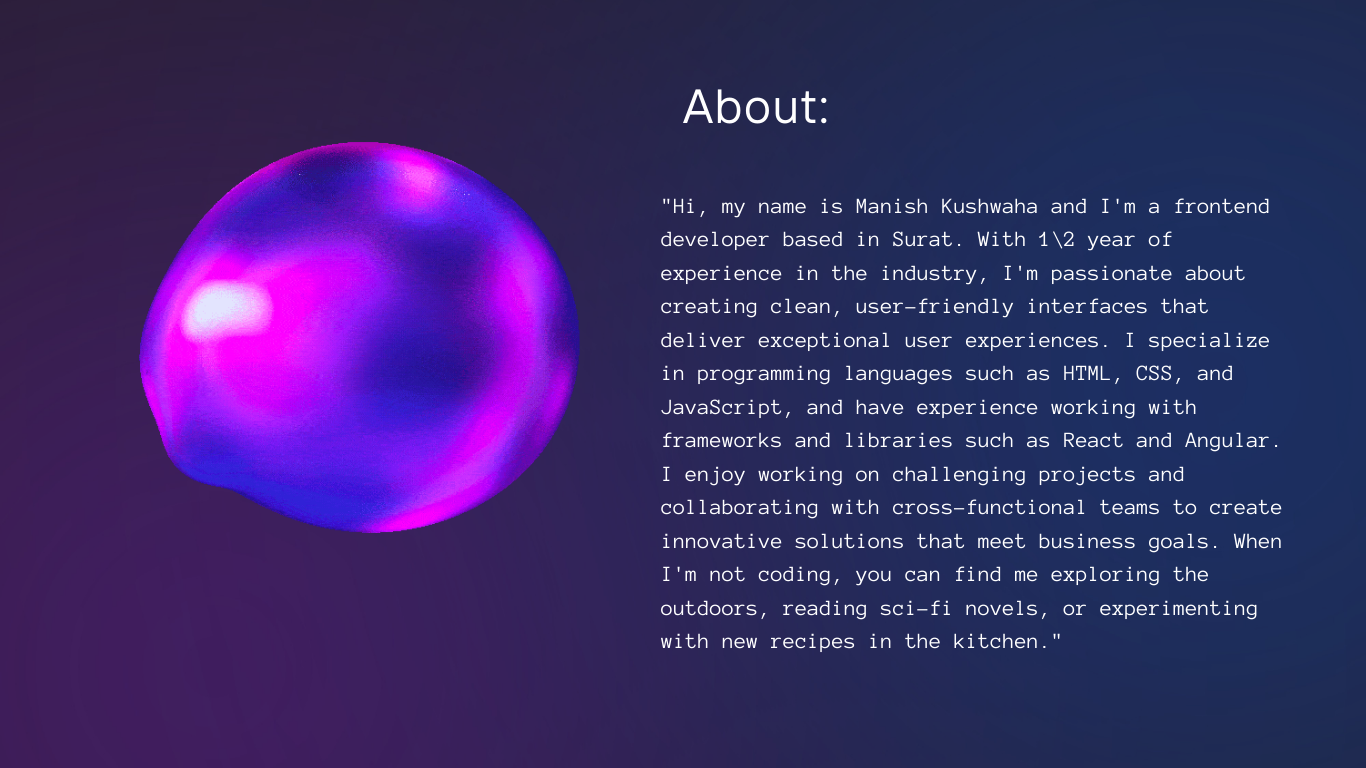 About:
"Hi, my name is Manish Kushwaha and I'm a frontend
developer based in Surat. With 1\2 year of
experience in the industry, I'm passionate about
creating clean, user-friendly interfaces that
deliver exceptional user experiences. I specialize
in programming languages such as HTML, CSS, and
JavaScript, and have experience working with
frameworks and libraries such as React and Angular.
I enjoy working on challenging projects and
collaborating with cross-functional teams to create
innovative solutions that meet business goals. When
I'm not coding, you can find me exploring the
outdoors, reading sci-fi novels, or experimenting
with new recipes in the kitchen."